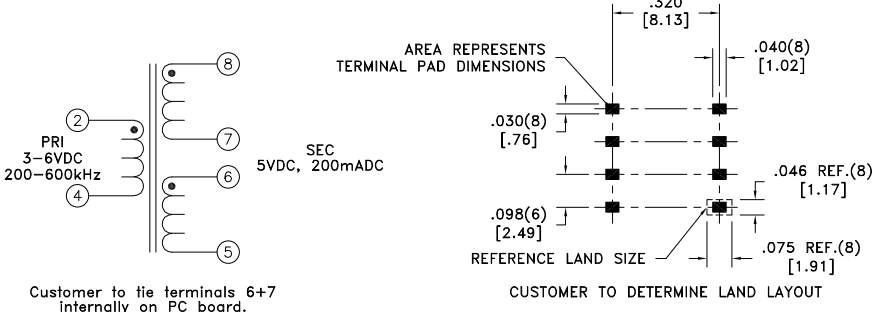 8
2
PRI
3-6VDC
200-600kHz
4
7
SEC
5VDC, 200mADC
6
5
Customer to tie terminals 6+7
internally on PC board.
.320
[8.13]
AREA REPRESENTS
TERMINAL PAD DIMENSIONS
.040(8)
[1.02]
.030(8)
[.76]
.046 REF.(8)
[1.17]
.098(6)
[2.49]
REFERENCE LAND SIZE
.075 REF.(8)
[1.91]
CUSTOMER TO DETERMINE LAND LAYOUT